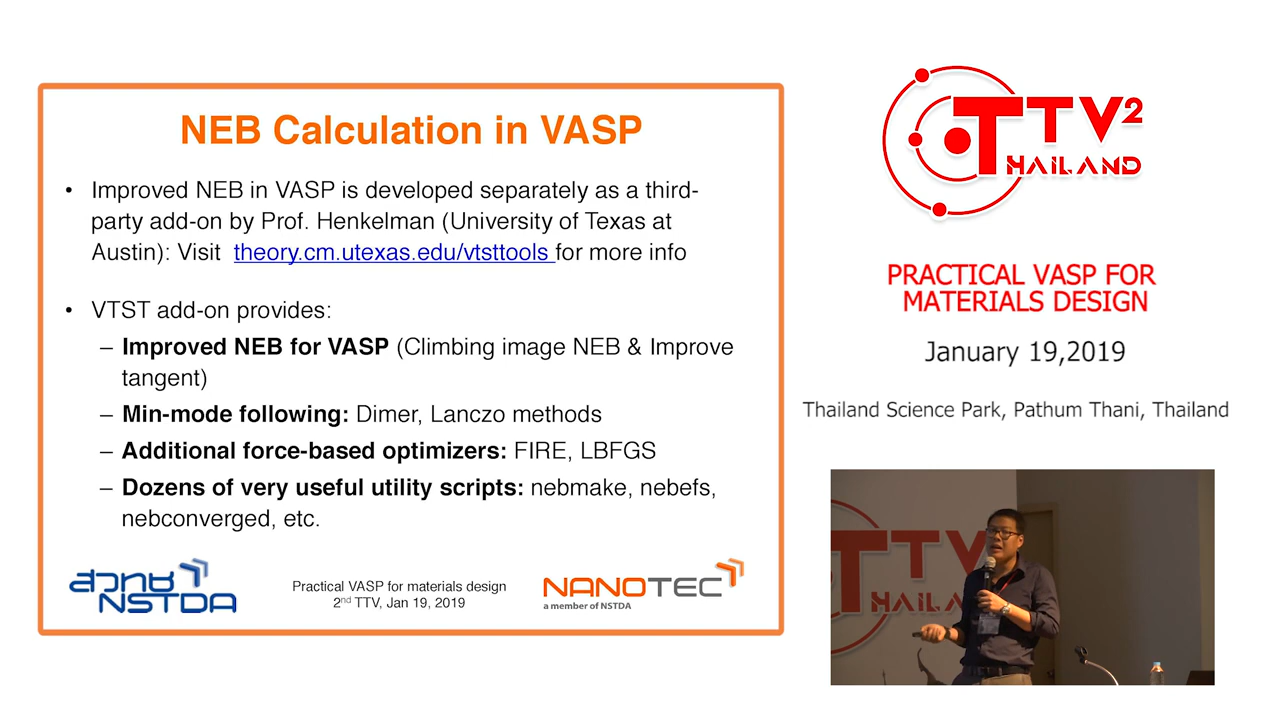 NEB Calculation in VASP
• Improved NEB in VASP is developed separately as a third-
party add-on by Prof. Henkelman (University of Texas at
Austin): Visit theory.cm.utexas.edu/vtsttools for more info
• VTST add-on provides:
– Improved NEB for VASP (Climbing image NEB & Improve
tangent)
– Min-mode following: Dimer, Lanczo methods
– Additional force-based optimizers: FIRE, LBFGS
– Dozens of very useful utility scripts: nebmake, nebefs,
nebconverged, etc.
สวทช
NSTDA
Practical VASP for materials design
2nd TTV, Jan 19, 2019
NANOTEC
a member of NSTDA
TTV2
THAILAND
PRACTICAL VASP FOR
MATERIALS DESIGN
January 19,2019
Thailand Science Park, Pathum Thani, Thailand
TTV
THAILA